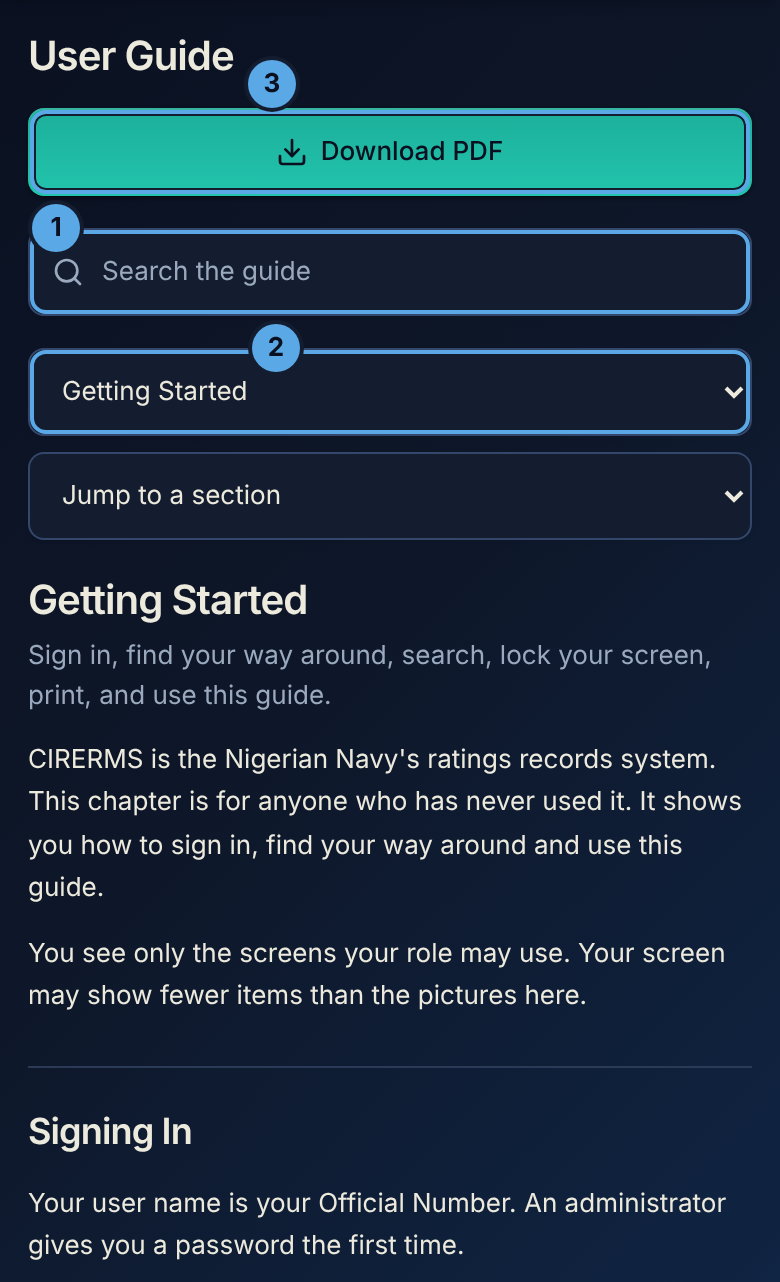 User Guide
3
Download PDF
1
Search the guide
2
Getting Started
Jump to a section
Getting Started
Sign in, find your way around, search, lock your screen,
print, and use this guide.
CIRERMS is the Nigerian Navy's ratings records system.
This chapter is for anyone who has never used it. It shows
you how to sign in, find your way around and use this
guide.
You see only the screens your role may use. Your screen
may show fewer items than the pictures here.
Signing In
Your user name is your Official Number. An administrator
gives you a password the first time.